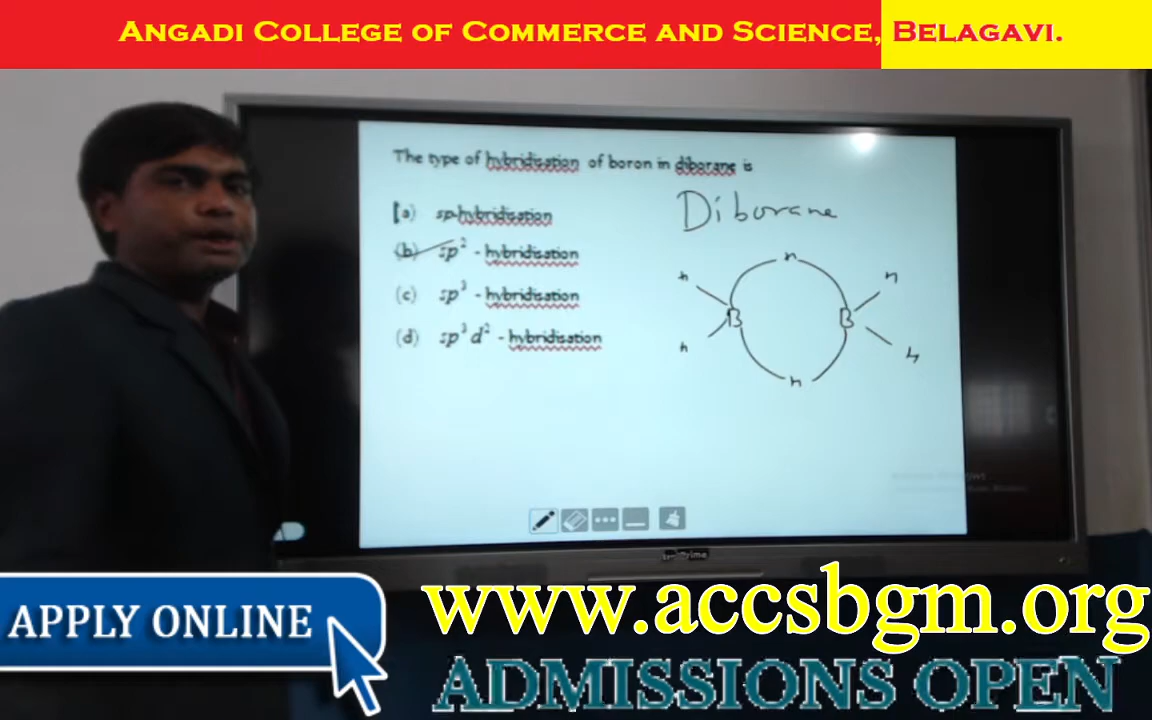 ANGADI COLLEGE OF COMMERCE AND SCIENCE, BELAGAVI.
The type of hybridisation of boron in diborane is
(a) sp-hybridisation
(b) sp² - hybridisation
(c) sp³ - hybridisation
(d) sp³d² - hybridisation
Diborane
H
H
H
B
B
H
H
H
APPLY ONLINE
www.accsbgm.org
ADMISSIONS OPEN